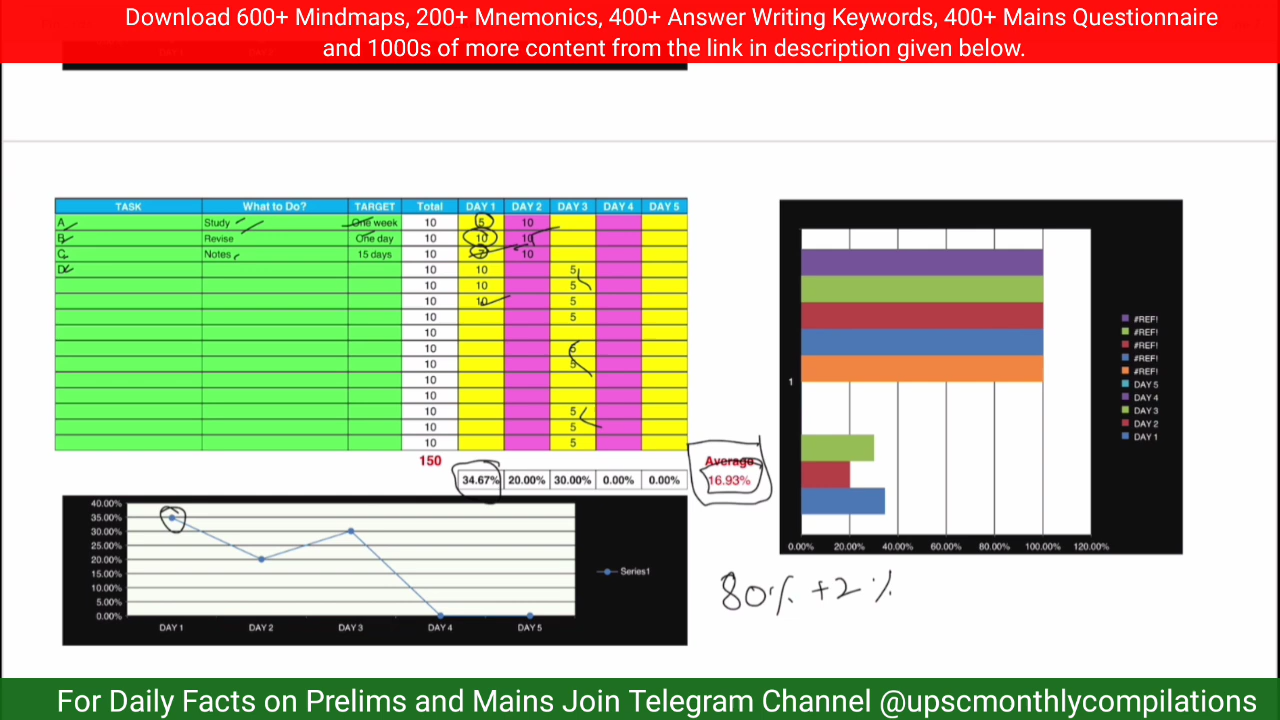 Download 600+ Mindmaps, 200+ Mnemonics, 400+ Answer Writing Keywords, 400+ Mains Questionnaire
and 1000s of more content from the link in description given below.
TASK What to Do? TARGET Total DAY 1 DAY 2 DAY 3 DAY 4 DAY 5
A Study One week 10 5 10
B Revise One day 10 10 10
C Notes 15 days 10 7 10
D 10 10 5
10 10 5
10 10 5
10 5
10
10 5
10 5
10
10
10 5
10 5
10 5
150 Average
34.67% 20.00% 30.00% 0.00% 0.00% 16.93%
40.00%
35.00%
30.00%
25.00%
20.00%
15.00%
10.00%
5.00%
0.00%
DAY 1 DAY 2 DAY 3 DAY 4 DAY 5
Series1
1
0.00% 20.00% 40.00% 60.00% 80.00% 100.00% 120.00%
#REF!
#REF!
#REF!
#REF!
#REF!
DAY 5
DAY 4
DAY 3
DAY 2
DAY 1
80% +2%
For Daily Facts on Prelims and Mains Join Telegram Channel @upscmonthlycompilations